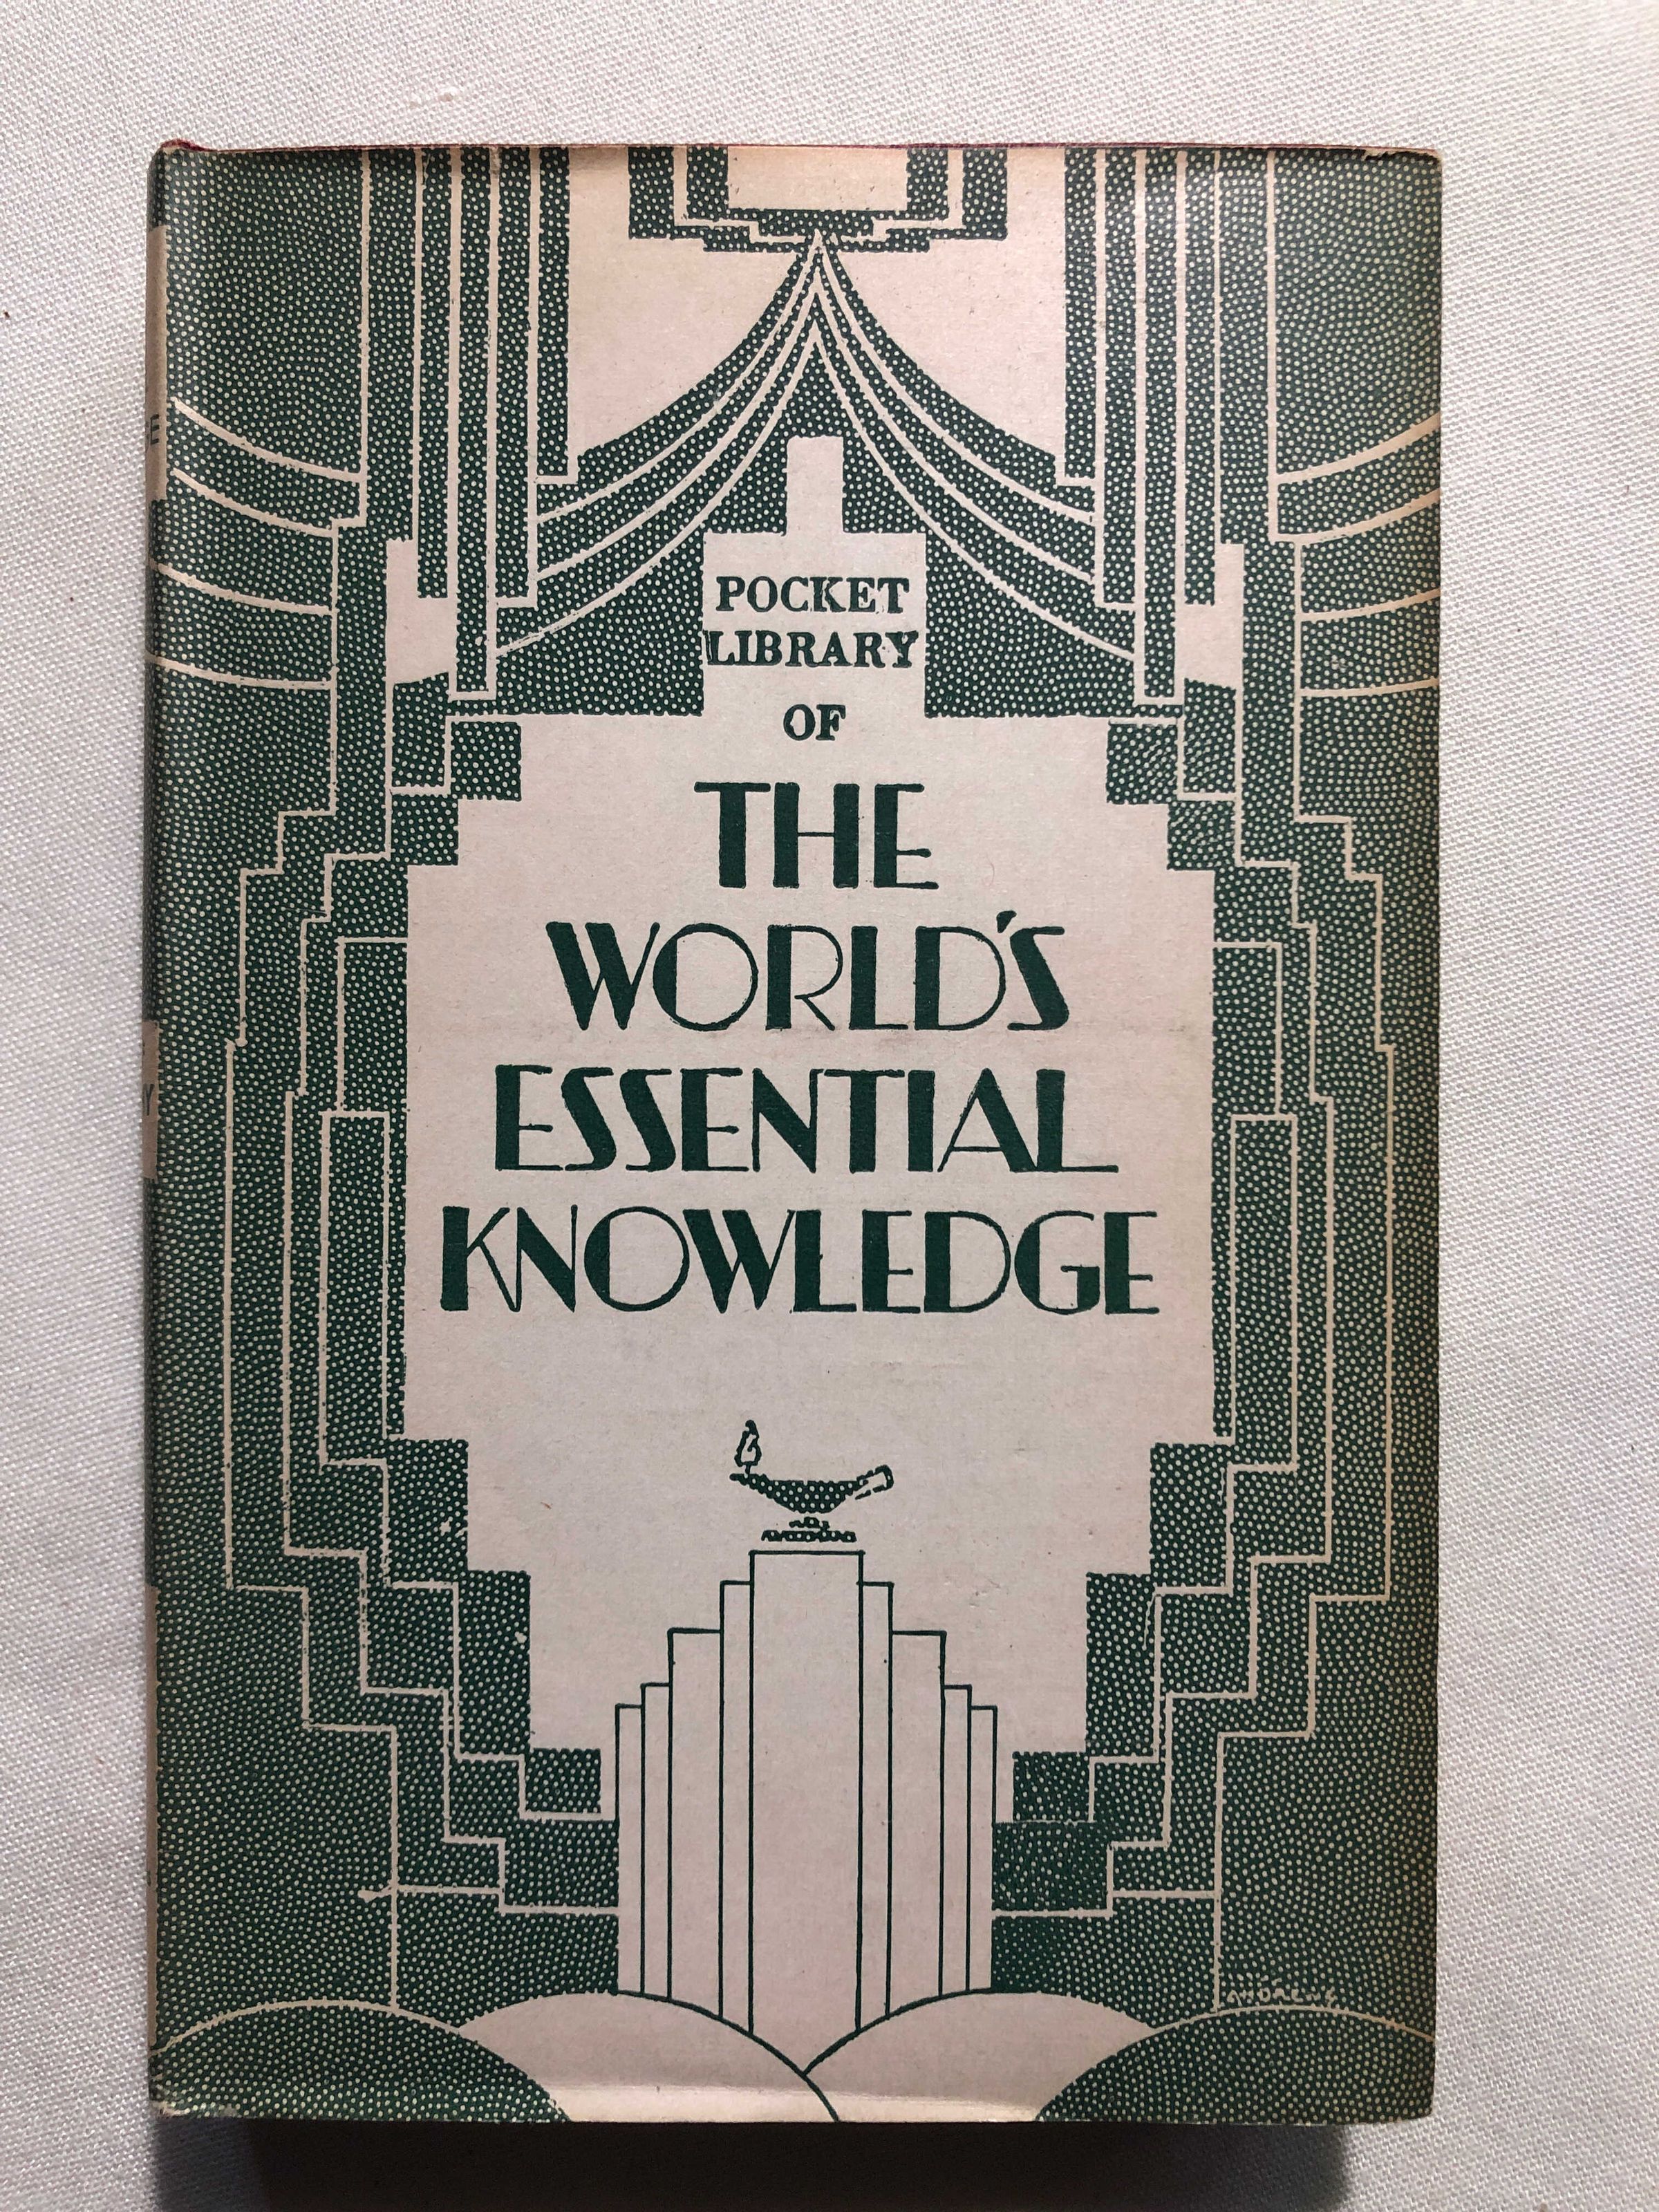 POCKET
LIBRARY
OF
THE
WORLD'S
ESSENTIAL
KNOWLEDGE